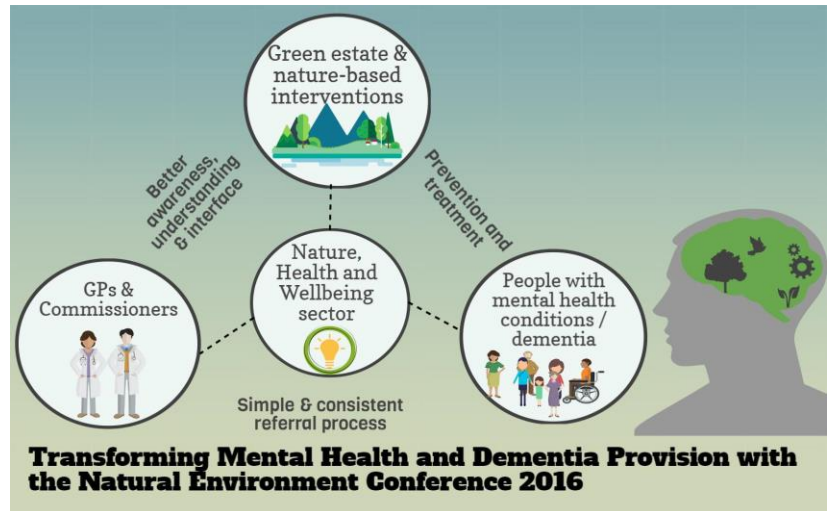 Green estate &
nature-based
interventions
Better
awareness,
understanding
& interface
Prevention and
treatment
GPs &
Commissioners
Nature,
Health and
Wellbeing
sector
People with
mental health
conditions /
dementia
Simple & consistent
referral process
Transforming Mental Health and Dementia Provision with
the Natural Environment Conference 2016